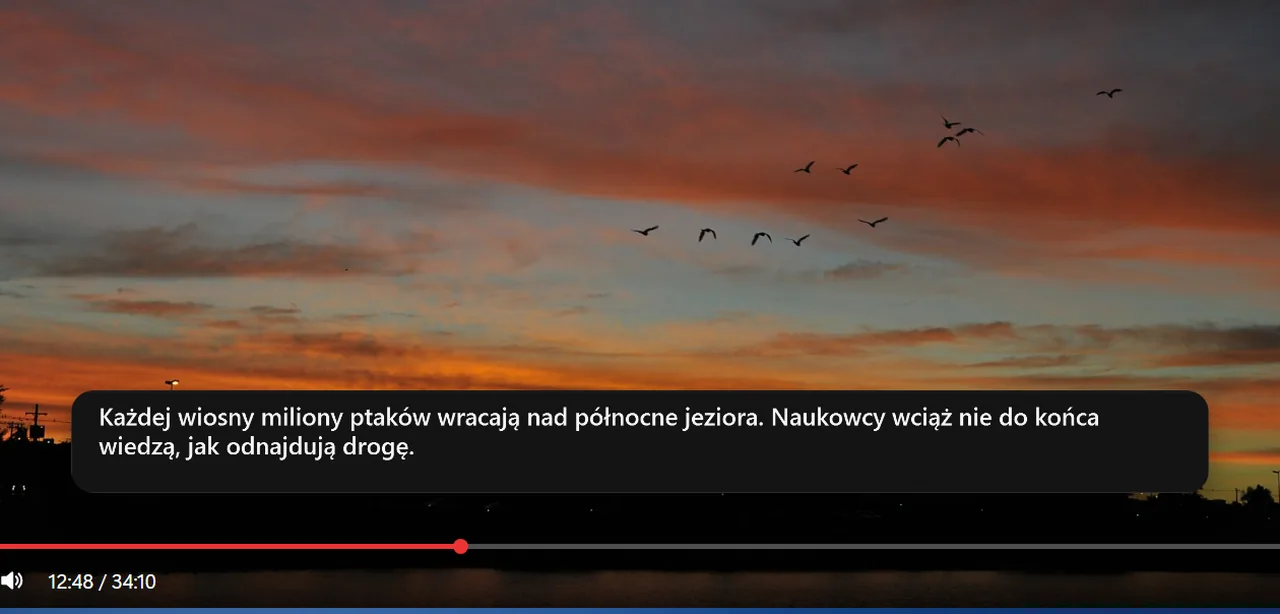 Każdej wiosny miliony ptaków wracają nad północne jeziora. Naukowcy wciąż nie do końca
wiedzą, jak odnajdują drogę.
12:48 / 34:10